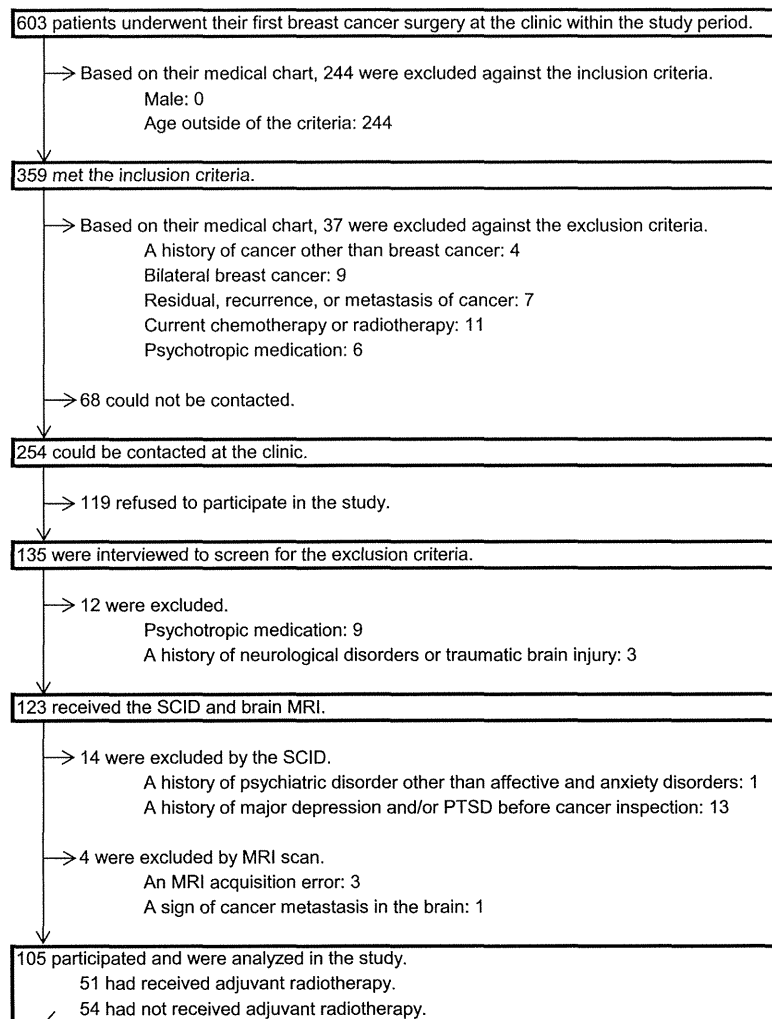 603 patients underwent their first breast cancer surgery at the clinic within the study period.
Based on their medical chart, 244 were excluded against the inclusion criteria.
Male: 0
Age outside of the criteria: 244
359 met the inclusion criteria.
Based on their medical chart, 37 were excluded against the exclusion criteria.
A history of cancer other than breast cancer: 4
Bilateral breast cancer: 9
Residual, recurrence, or metastasis of cancer: 7
Current chemotherapy or radiotherapy: 11
Psychotropic medication: 6
68 could not be contacted.
254 could be contacted at the clinic.
119 refused to participate in the study.
135 were interviewed to screen for the exclusion criteria.
12 were excluded.
Psychotropic medication: 9
A history of neurological disorders or traumatic brain injury: 3
123 received the SCID and brain MRI.
14 were excluded by the SCID.
A history of psychiatric disorder other than affective and anxiety disorders: 1
A history of major depression and/or PTSD before cancer inspection: 13
4 were excluded by MRI scan.
An MRI acquisition error: 3
A sign of cancer metastasis in the brain: 1
105 participated and were analyzed in the study.
51 had received adjuvant radiotherapy.
54 had not received adjuvant radiotherapy.